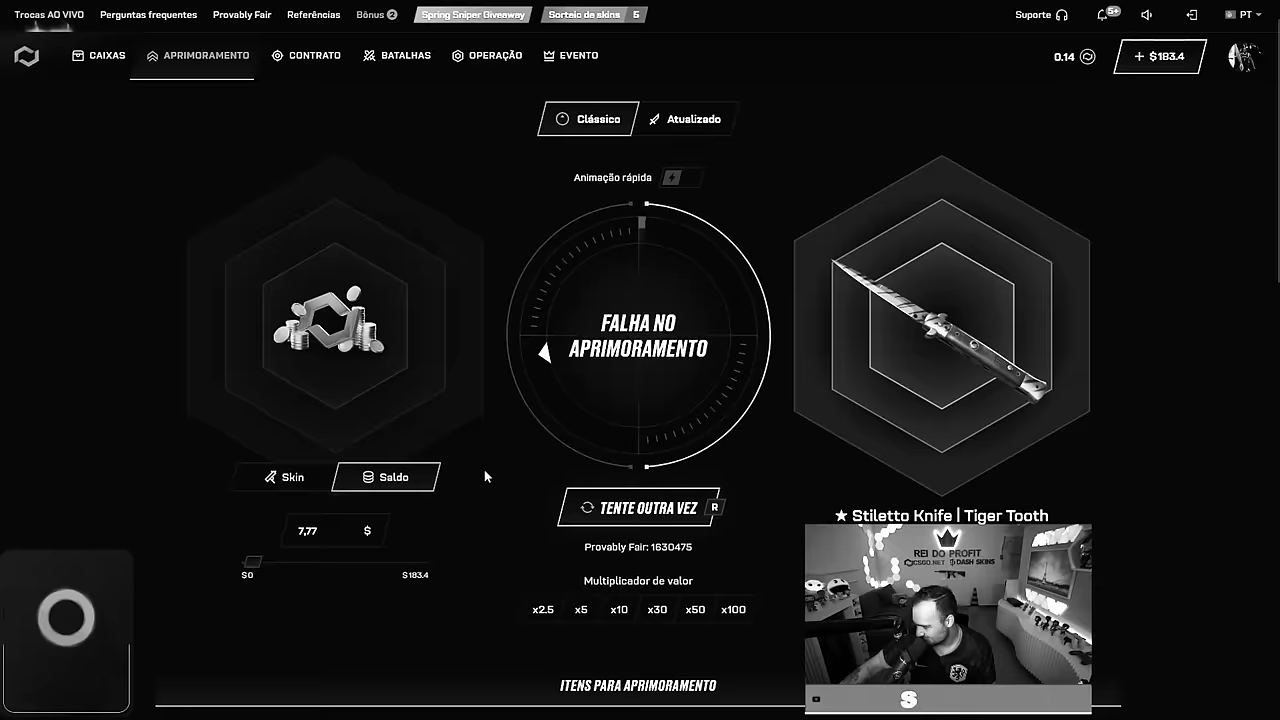 Trocas AO VIVO Perguntas frequentes Provably Fair Referências Bônus 2 Spring Sniper Giveaway Sorteio de skins 5 Suporte 5+ PT
CAIXAS APRIMORAMENTO CONTRATO BATALHAS OPERAÇÃO EVENTO 0.14 + $183.4
Clássico Atualizado
Animação rápida
FALHA NO
APRIMORAMENTO
Skin Saldo
TENTE OUTRA VEZ R
★ Stiletto Knife | Tiger Tooth
7,77 $
Provably Fair: 1630475
$0 $183.4
Multiplicador de valor
x2.5 x5 x10 x30 x50 x100
REI DO PROFIT
CSGO.NET DASH SKINS
ITENS PARA APRIMORAMENTO
S